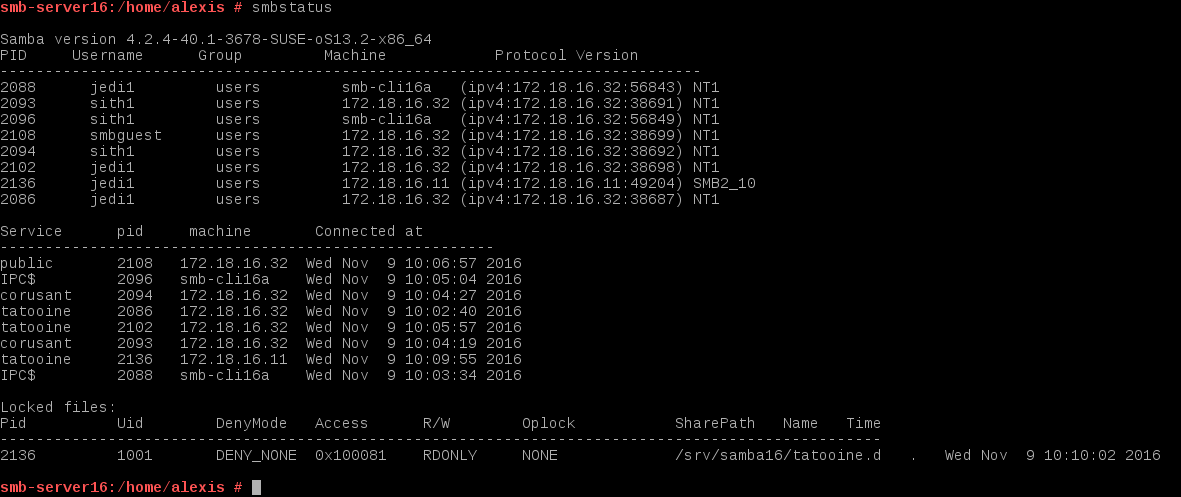 smb-server16:/home/alexis # smbstatus
Samba version 4.2.4-40.1-3678-SUSE-oS13.2-x86_64
PID     Username      Group         Machine            Protocol Version
------------------------------------------------------------------------------
2088      jedi1         users         smb-cli16a   (ipv4:172.18.16.32:56843) NT1
2093      sith1         users         172.18.16.32 (ipv4:172.18.16.32:38691) NT1
2096      sith1         users         smb-cli16a   (ipv4:172.18.16.32:56849) NT1
2108      smbguest      users         172.18.16.32 (ipv4:172.18.16.32:38699) NT1
2094      sith1         users         172.18.16.32 (ipv4:172.18.16.32:38692) NT1
2102      jedi1         users         172.18.16.32 (ipv4:172.18.16.32:38698) NT1
2136      jedi1         users         172.18.16.11 (ipv4:172.18.16.11:49204) SMB2_10
2086      jedi1         users         172.18.16.32 (ipv4:172.18.16.32:38687) NT1
Service      pid     machine       Connected at
-------------------------------------------------------
public       2108   172.18.16.32  Wed Nov  9 10:06:57 2016
IPC$         2096   smb-cli16a    Wed Nov  9 10:05:04 2016
corusant     2094   172.18.16.32  Wed Nov  9 10:04:27 2016
tatooine     2086   172.18.16.32  Wed Nov  9 10:02:40 2016
tatooine     2102   172.18.16.32  Wed Nov  9 10:05:57 2016
corusant     2093   172.18.16.32  Wed Nov  9 10:04:19 2016
tatooine     2136   172.18.16.11  Wed Nov  9 10:09:55 2016
IPC$         2088   smb-cli16a    Wed Nov  9 10:03:34 2016
Locked files:
Pid          Uid        DenyMode   Access      R/W        Oplock           SharePath   Name   Time
--------------------------------------------------------------------------------------------------
2136         1001       DENY_NONE  0x100081    RDONLY     NONE             /srv/samba16/tatooine.d   .   Wed Nov  9 10:10:02 2016
smb-server16:/home/alexis #